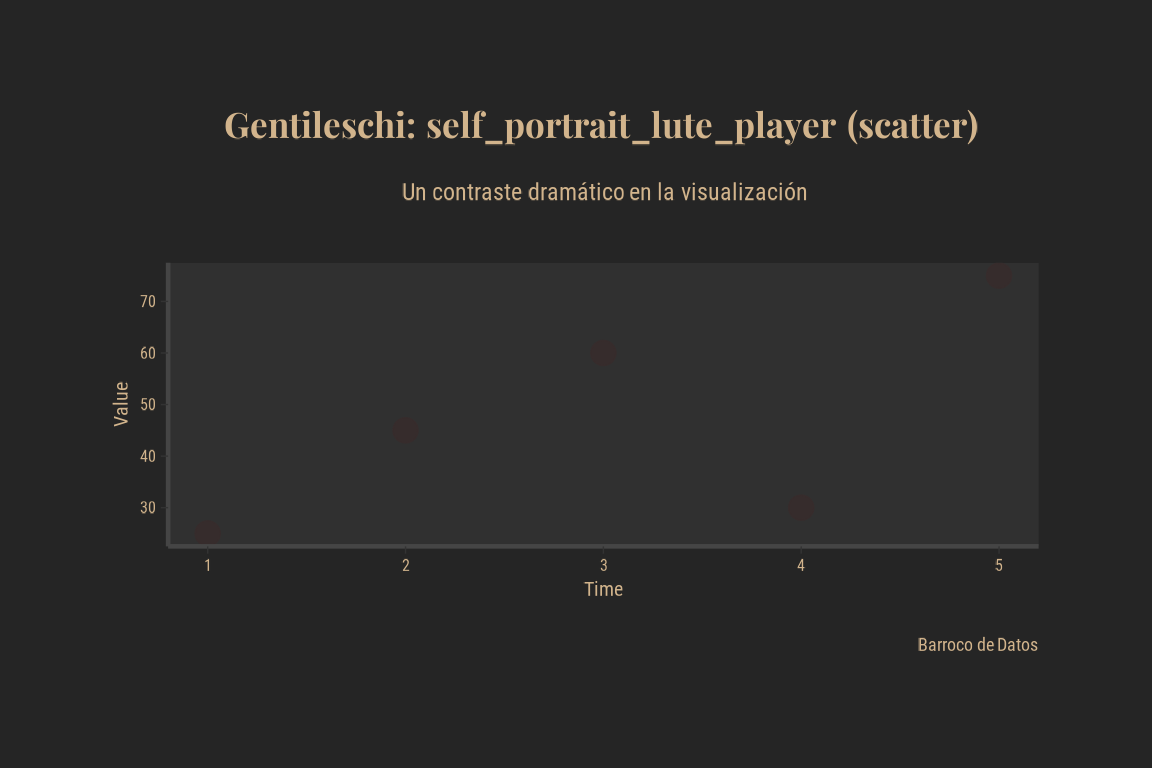 Gentileschi: self_portrait_lute_player (scatter)
Un contraste dramático en la visualización
70
60
50
40
30
Value
1 2 3 4 5
Time
Barroco de Datos